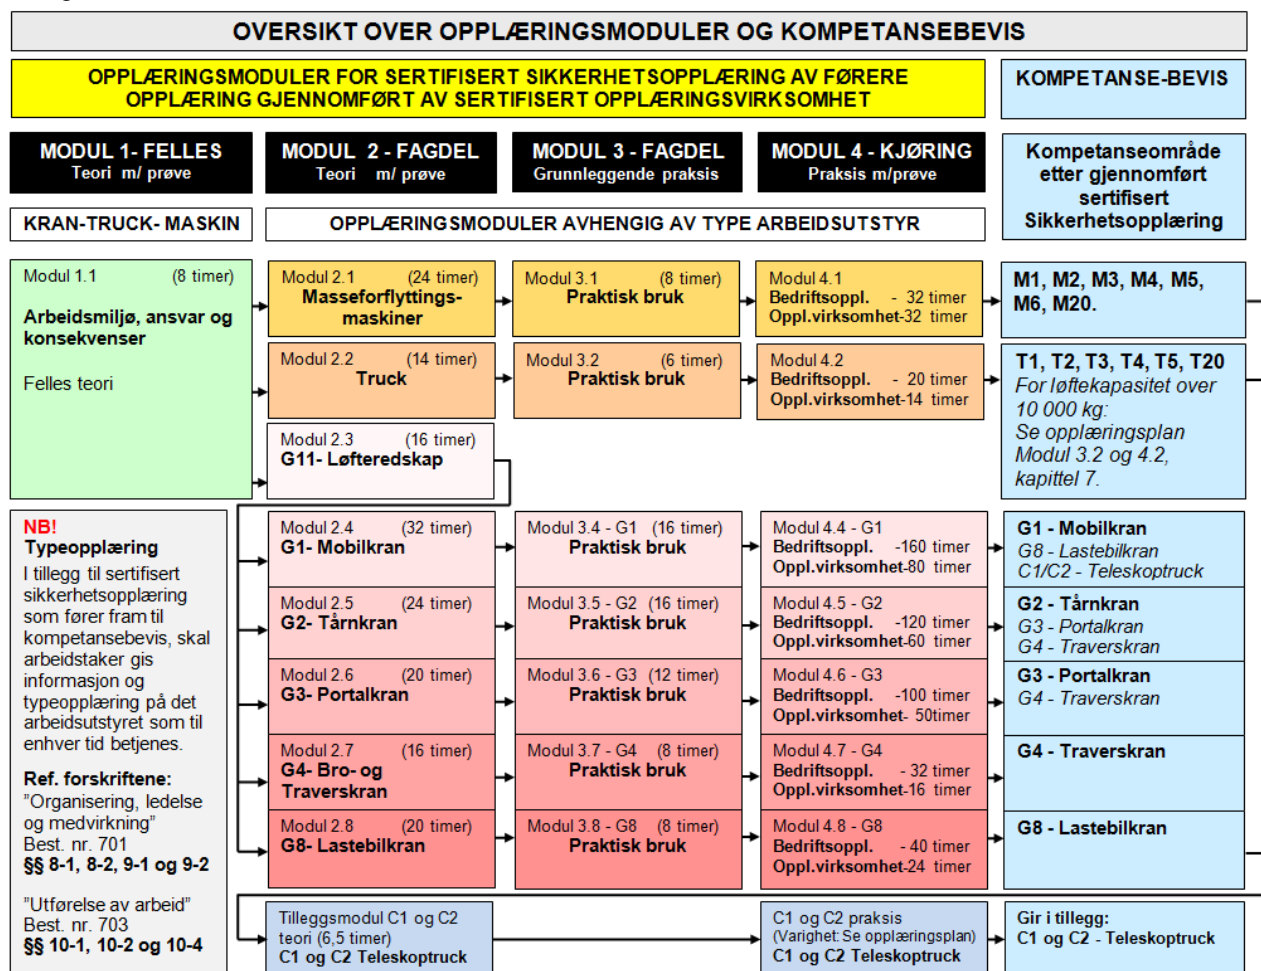 OVERSIKT OVER OPPLÆRINGSMODULER OG KOMPETANSEBEVIS
OPPLÆRINGSMODULER FOR SERTIFISERT SIKKERHETSOPPLÆRING AV FØRERE
OPPLÆRING GJENNOMFØRT AV SERTIFISERT OPPLÆRINGSVIRKSOMHET
KOMPETANSE-BEVIS
MODUL 1- FELLES
Teori m/ prøve
MODUL 2 - FAGDEL
Teori m/ prøve
MODUL 3 - FAGDEL
Grunnleggende praksis
MODUL 4 - KJØRING
Praksis m/prøve
Kompetanseområde
etter gjennomført
sertifisert
Sikkerhetsopplæring
KRAN-TRUCK- MASKIN
OPPLÆRINGSMODULER AVHENGIG AV TYPE ARBEIDSUTSTYR
Modul 1.1 (8 timer)
Arbeidsmiljø, ansvar og
konsekvenser
Felles teori
Modul 2.1 (24 timer)
Masseforflyttings-
maskiner
Modul 3.1 (8 timer)
Praktisk bruk
Modul 4.1
Bedriftsoppl. - 32 timer
Oppl.virksomhet-32 timer
M1, M2, M3, M4, M5,
M6, M20.
Modul 2.2 (14 timer)
Truck
Modul 3.2 (6 timer)
Praktisk bruk
Modul 4.2
Bedriftsoppl. - 20 timer
Oppl.virksomhet-14 timer
T1, T2, T3, T4, T5, T20
For løftekapasitet over
10 000 kg:
Se opplæringsplan
Modul 3.2 og 4.2,
kapittel 7.
Modul 2.3 (16 timer)
G11- Løfteredskap
NB!
Typeopplæring
I tillegg til sertifisert
sikkerhetsopplæring
som fører fram til
kompetansebevis, skal
arbeidstaker gis
informasjon og
typeopplæring på det
arbeidsutstyret som til
enhver tid betjenes.
Ref. forskriftene:
"Organisering, ledelse
og medvirkning"
Best. nr. 701
§§ 8-1, 8-2, 9-1 og 9-2
"Utførelse av arbeid"
Best. nr. 703
§§ 10-1, 10-2 og 10-4
Modul 2.4 (32 timer)
G1- Mobilkran
Modul 3.4 - G1 (16 timer)
Praktisk bruk
Modul 4.4 - G1
Bedriftsoppl. -160 timer
Oppl.virksomhet-80 timer
G1 - Mobilkran
G8 - Lastebilkran
C1/C2 - Teleskoptruck
Modul 2.5 (24 timer)
G2- Tårnkran
Modul 3.5 - G2 (16 timer)
Praktisk bruk
Modul 4.5 - G2
Bedriftsoppl. -120 timer
Oppl.virksomhet-60 timer
G2 - Tårnkran
G3 - Portalkran
G4 - Traverskran
Modul 2.6 (20 timer)
G3- Portalkran
Modul 3.6 - G3 (12 timer)
Praktisk bruk
Modul 4.6 - G3
Bedriftsoppl. -100 timer
Oppl.virksomhet- 50timer
G3 - Portalkran
G4 - Traverskran
Modul 2.7 (16 timer)
G4- Bro- og
Traverskran
Modul 3.7 - G4 (8 timer)
Praktisk bruk
Modul 4.7 - G4
Bedriftsoppl. - 32 timer
Oppl.virksomhet-16 timer
G4 - Traverskran
Modul 2.8 (20 timer)
G8- Lastebilkran
Modul 3.8 - G8 (8 timer)
Praktisk bruk
Modul 4.8 - G8
Bedriftsoppl. - 40 timer
Oppl.virksomhet-24 timer
G8 - Lastebilkran
Tilleggsmodul C1 og C2
teori (6,5 timer)
C1 og C2 Teleskoptruck
C1 og C2 praksis
(Varighet: Se opplæringsplan)
C1 og C2 Teleskoptruck
Gir i tillegg:
C1 og C2 - Teleskoptruck